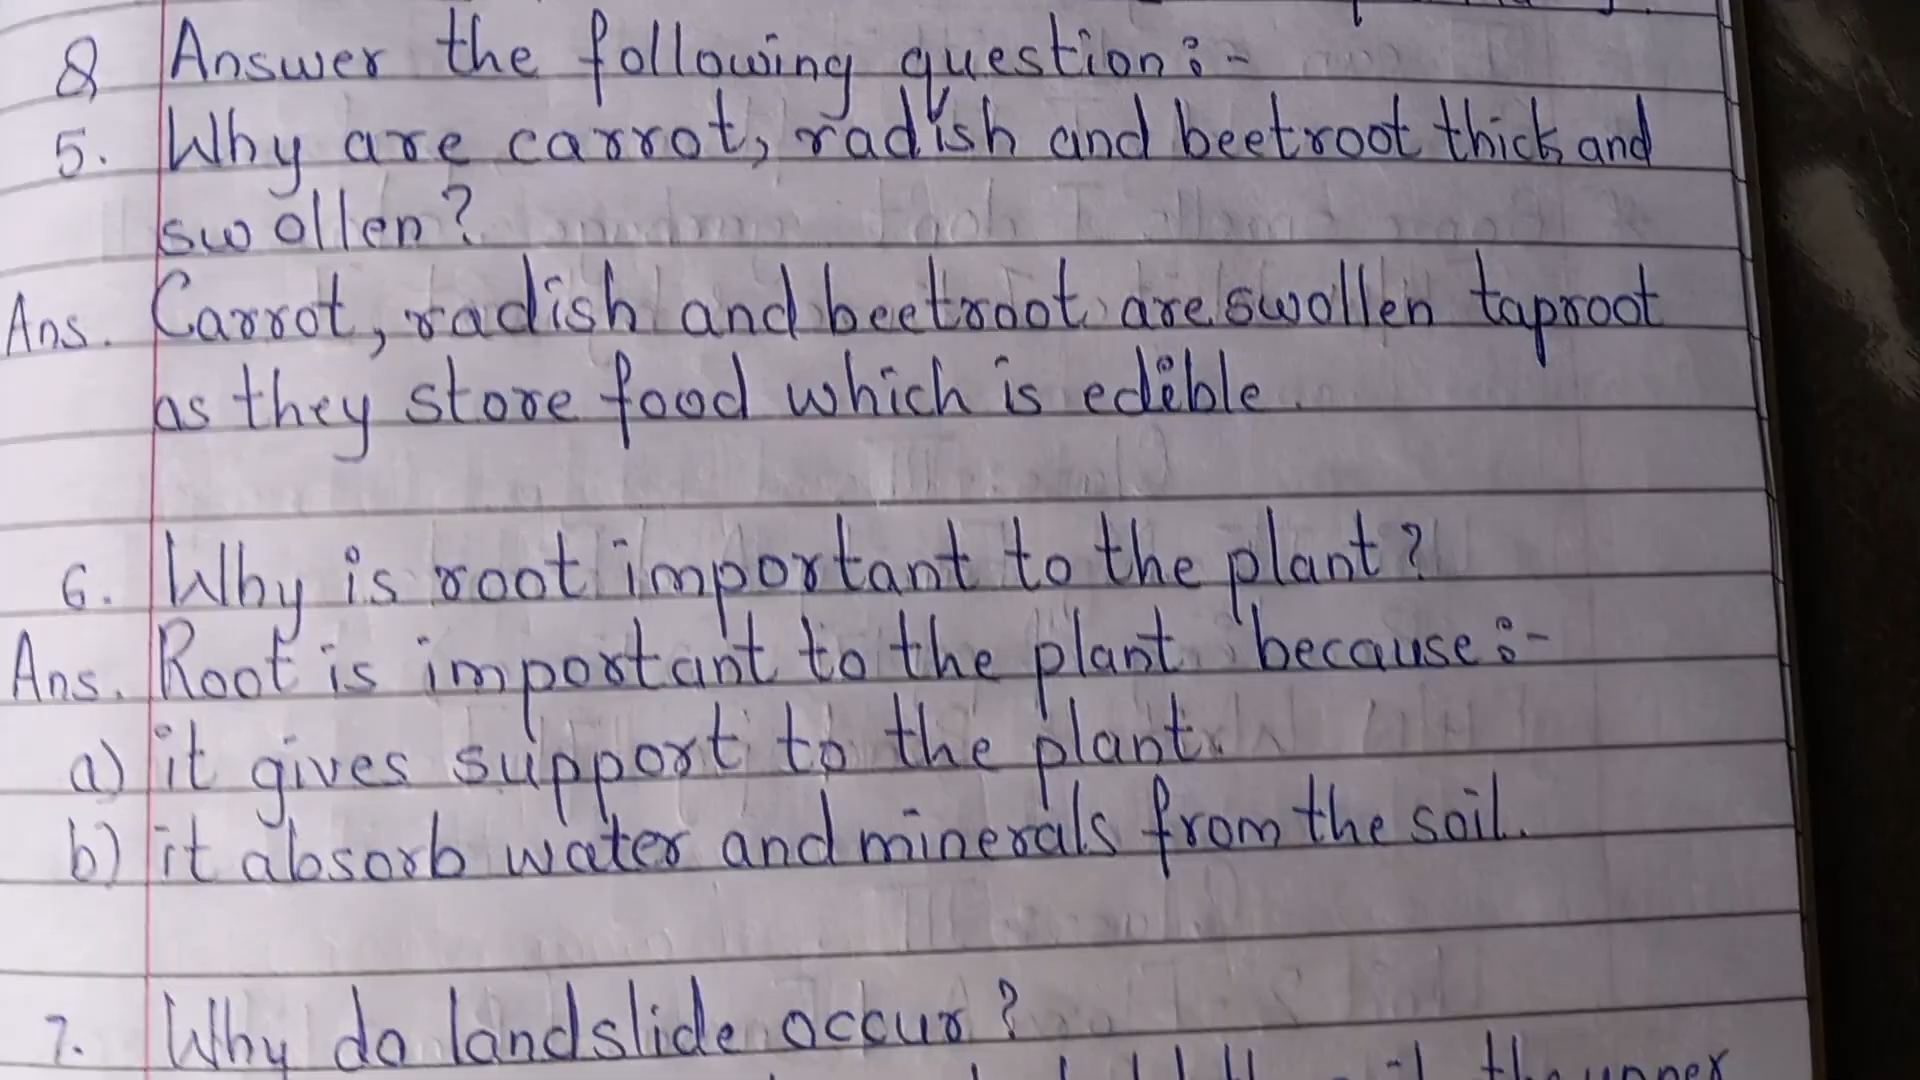 Q Answer the following question:-
5. Why are carrot, radish and beetroot thick and
swollen?
Ans. Carrot, radish and beetroot are swollen taproot
as they store food which is edible.
6. Why is root important to the plant?
Ans. Root is important to the plant because:-
a) it gives support to the plant.
b) it absorb water and minerals from the soil.
7. Why do landslide occur?
the upper